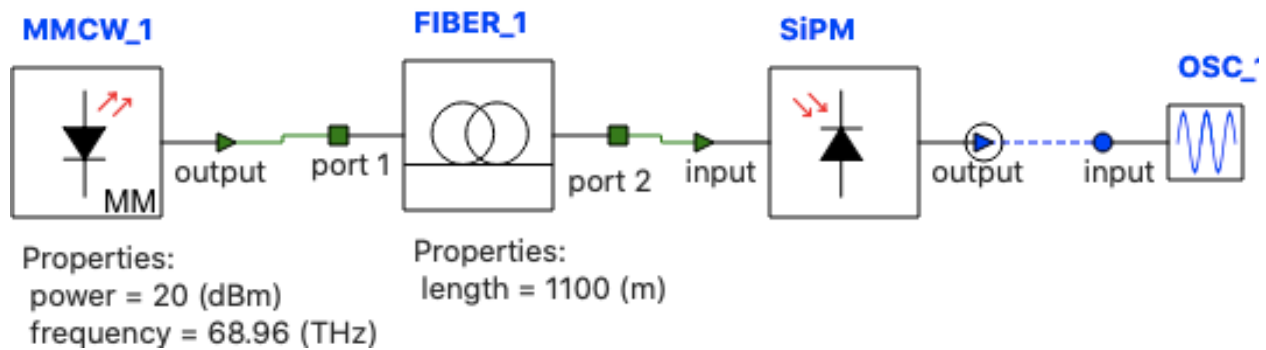 MMCW_1
FIBER_1
SiPM
OSC_1
output
port 1
port 2
input
output
input
MM
Properties:
power = 20 (dBm)
frequency = 68.96 (THz)
Properties:
length = 1100 (m)